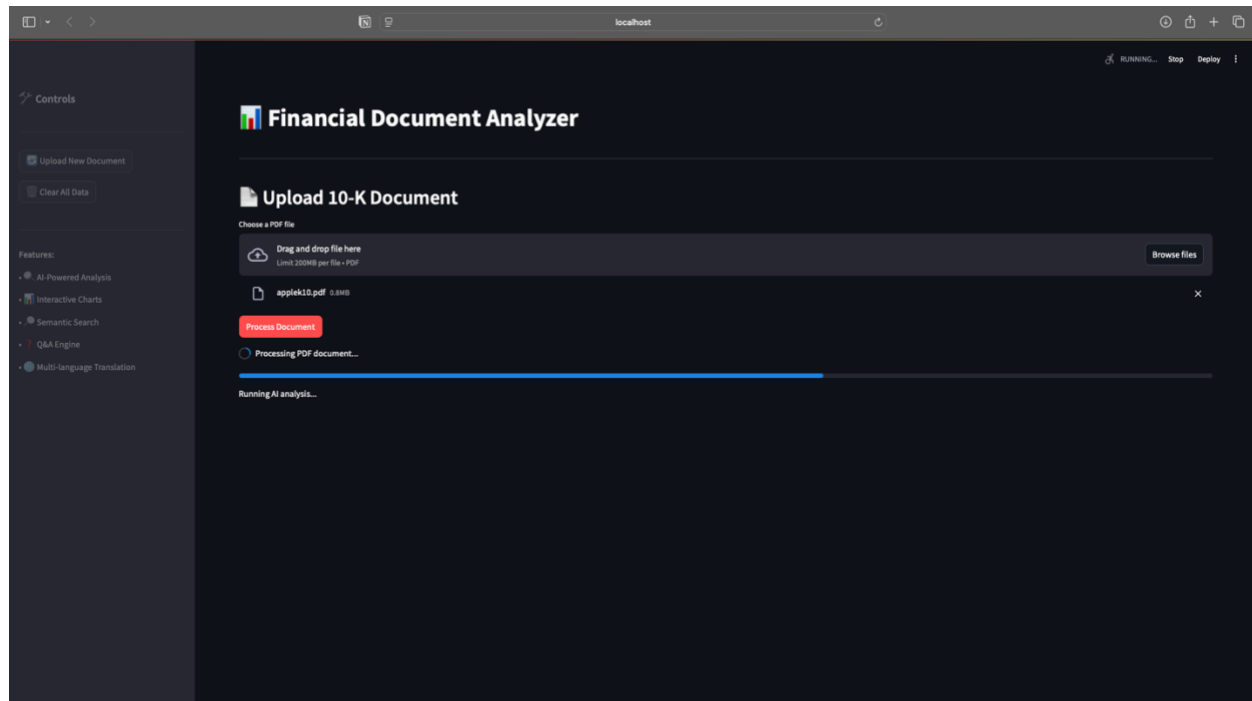 localhost
RUNNING... Stop Deploy
Controls
Upload New Document
Clear All Data
Features:
• AI-Powered Analysis
• Interactive Charts
• Semantic Search
• Q&A Engine
• Multi-language Translation
Financial Document Analyzer
Upload 10-K Document
Choose a PDF file
Drag and drop file here
Limit 200MB per file • PDF
Browse files
applek10.pdf 0.8MB
Process Document
Processing PDF document...
Running AI analysis...